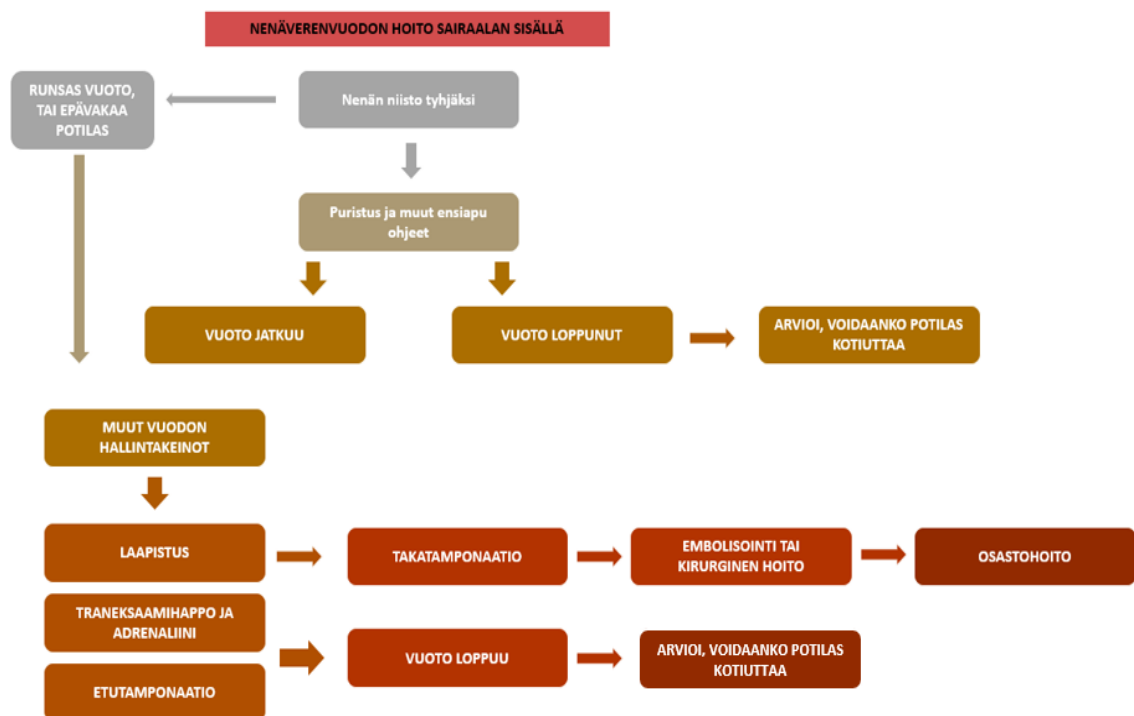 NENÄVERENVUODON HOITO SAIRAALAN SISÄLLÄ
RUNSAS VUOTO,
TAI EPÄVAKAA
POTILAS
Nenän niisto tyhjäksi
Puristus ja muut ensiapu
ohjeet
VUOTO JATKUU
VUOTO LOPPUNUT
ARVIOI, VOIDAANKO POTILAS
KOTIUTTAA
MUUT VUODON
HALLINTAKEINOT
LAAPISTUS
TAKATAMPONAATIO
EMBOLISOINTI TAI
KIRURGINEN HOITO
OSASTOHOITO
TRANEKSAAMIHAPPO JA
ADRENALIINI
ETUTAMPONAATIO
VUOTO LOPPUU
ARVIOI, VOIDAANKO POTILAS
KOTIUTTAA